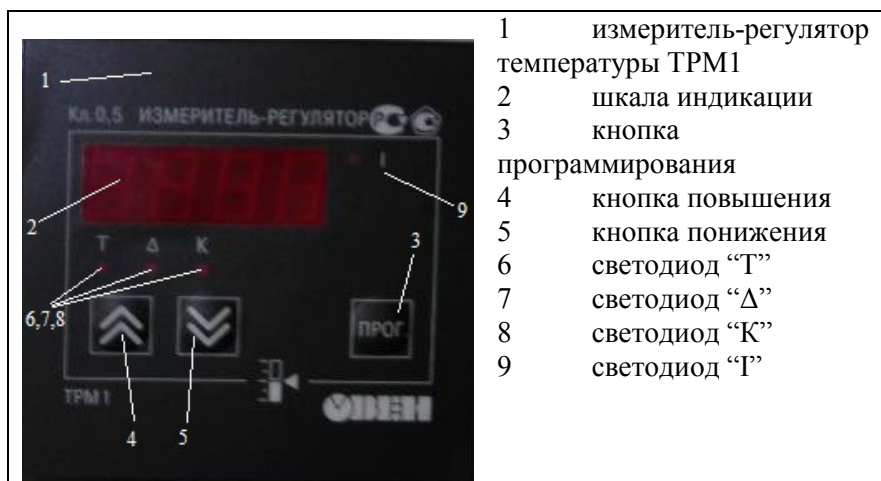 1
Кл.0,5 ИЗМЕРИТЕЛЬ-РЕГУЛЯТОР
I
2
9
T Δ К
3
6,7,8
ПРОГ.
ТРМ 1
ОВЕН
4
5
1 измеритель-регулятор
температуры ТРМ1
2 шкала индикации
3 кнопка
программирования
4 кнопка повышения
5 кнопка понижения
6 светодиод “Т”
7 светодиод “Δ”
8 светодиод “К”
9 светодиод “I”